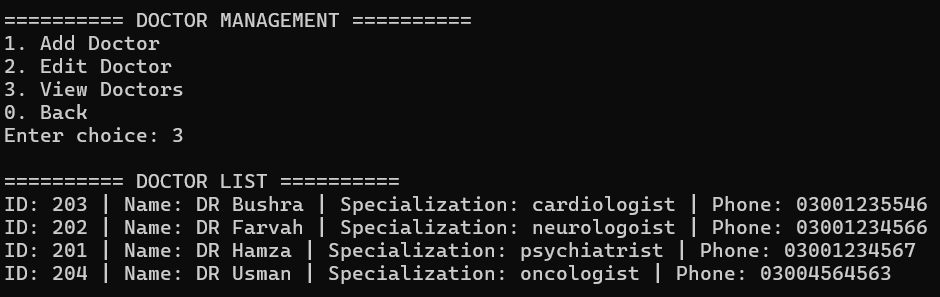 ========== DOCTOR MANAGEMENT ==========
1. Add Doctor
2. Edit Doctor
3. View Doctors
0. Back
Enter choice: 3
========== DOCTOR LIST ==========
ID: 203 | Name: DR Bushra | Specialization: cardiologist | Phone: 03001235546
ID: 202 | Name: DR Farvah | Specialization: neurologoist | Phone: 03001234566
ID: 201 | Name: DR Hamza | Specialization: psychiatrist | Phone: 03001234567
ID: 204 | Name: DR Usman | Specialization: oncologist | Phone: 03004564563